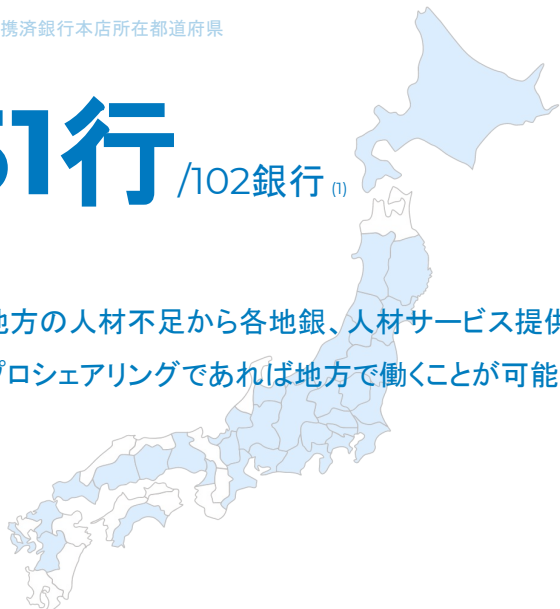 携済銀行本店所在都道府県
51行 /102銀行 (1)
地方の人材不足から各地銀、人材サービス提供
プロシェアリングであれば地方で働くことが可能